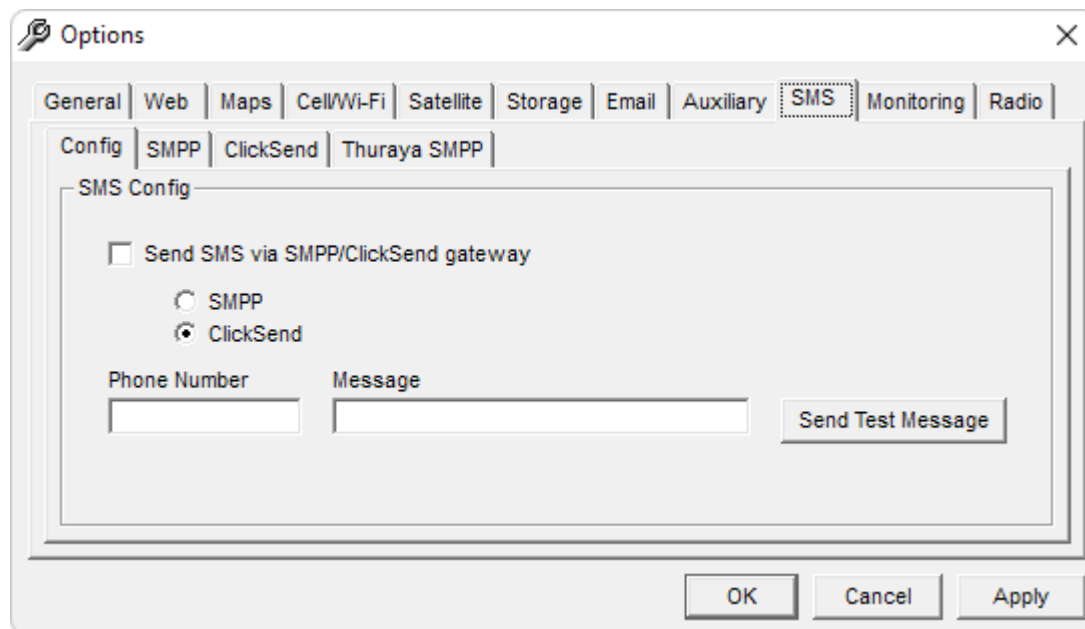 Options
General Web Maps Cell/Wi-Fi Satellite Storage Email Auxiliary SMS Monitoring Radio
Config SMPP ClickSend Thuraya SMPP
SMS Config
Send SMS via SMPP/ClickSend gateway
SMPP
ClickSend
Phone Number Message
Send Test Message
OK Cancel Apply